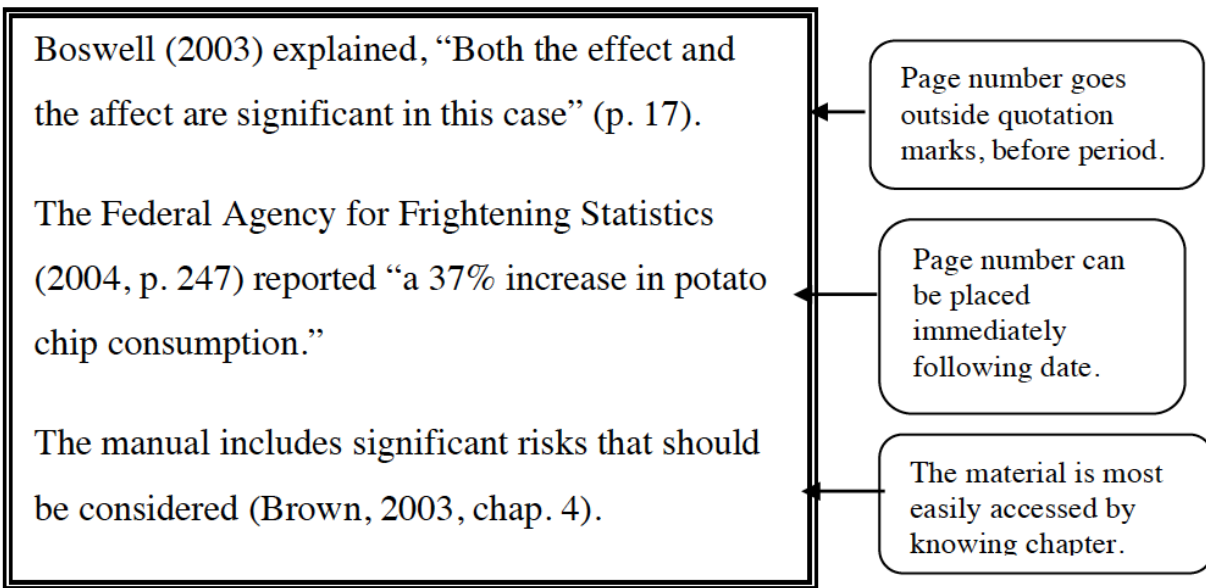 Boswell (2003) explained, “Both the effect and
the affect are significant in this case” (p. 17).
The Federal Agency for Frightening Statistics
(2004, p. 247) reported “a 37% increase in potato
chip consumption.”
The manual includes significant risks that should
be considered (Brown, 2003, chap. 4).
Page number goes
outside quotation
marks, before period.
Page number can
be placed
immediately
following date.
The material is most
easily accessed by
knowing chapter.